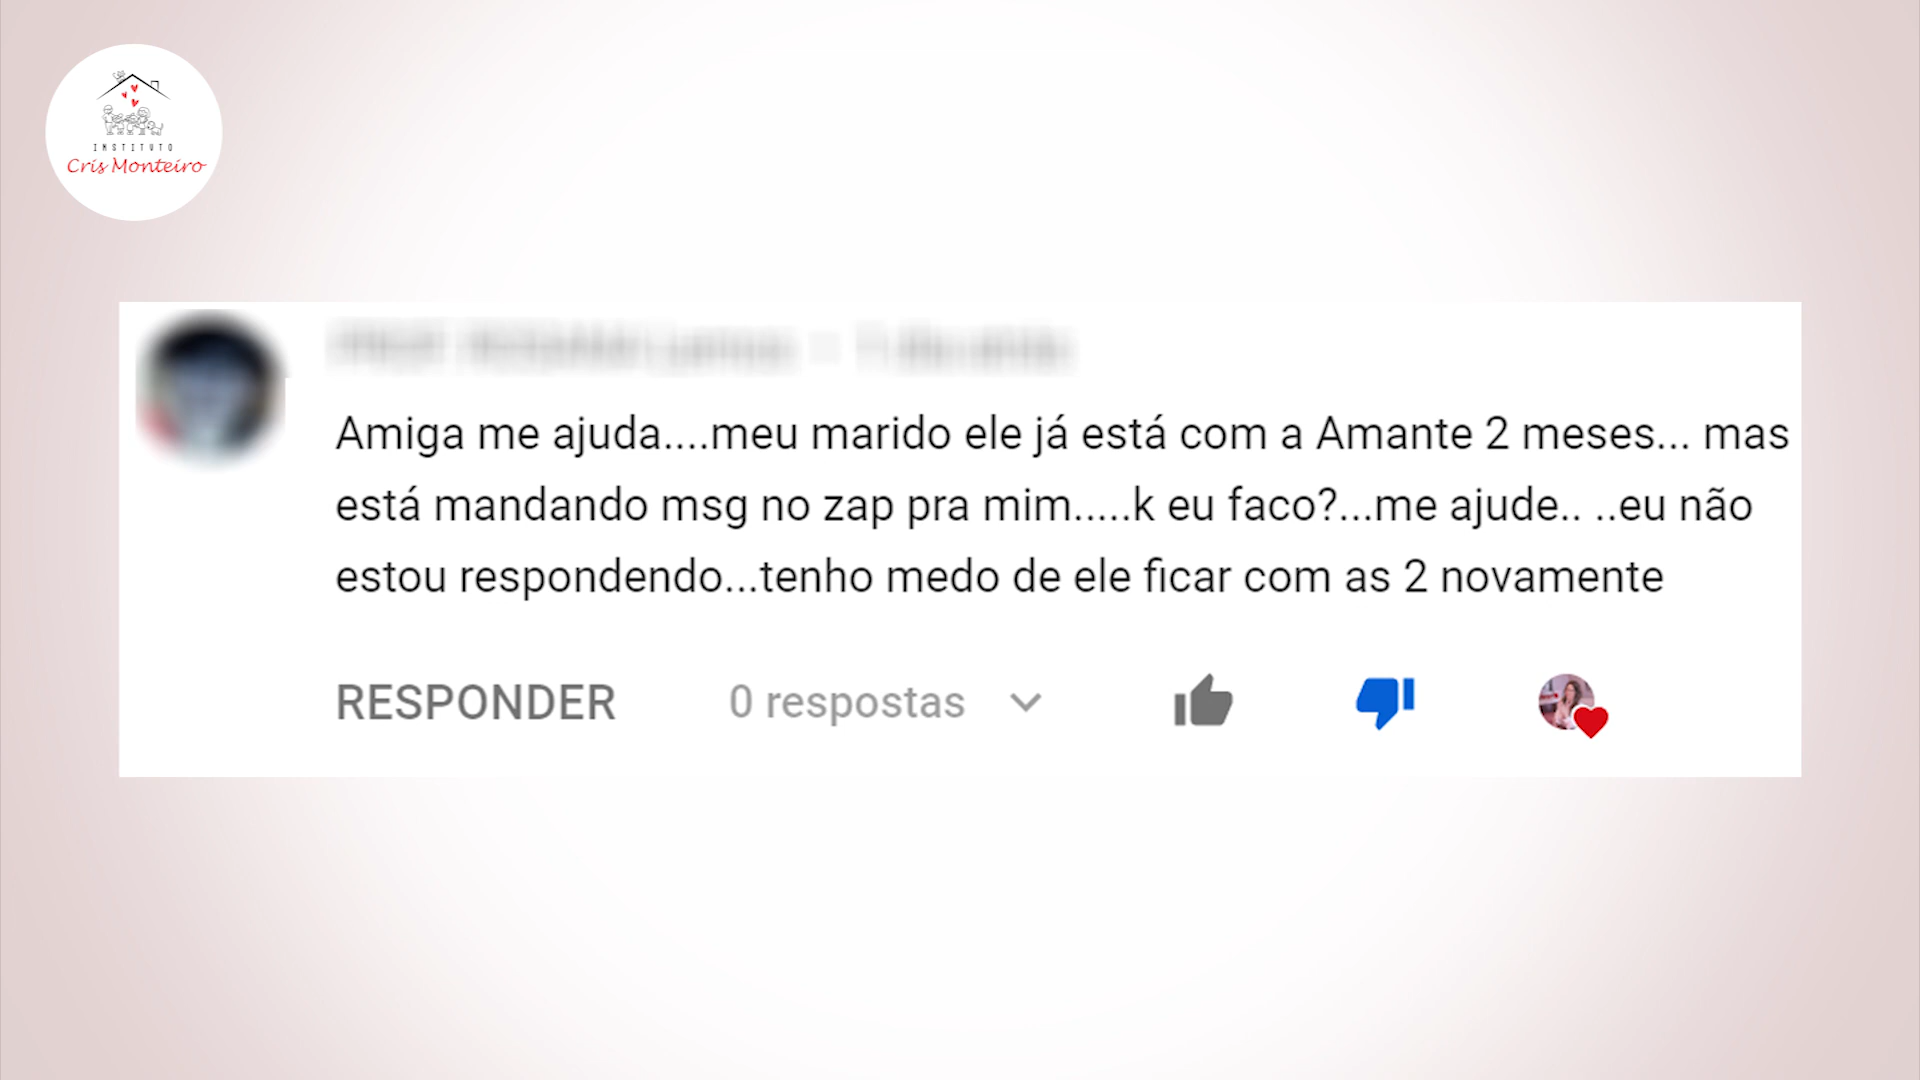 INSTITUTO
Cris Monteiro
Amiga me ajuda....meu marido ele já está com a Amante 2 meses... mas
está mandando msg no zap pra mim.....k eu faco?...me ajude.. ..eu não
estou respondendo...tenho medo de ele ficar com as 2 novamente
RESPONDER 0 respostas